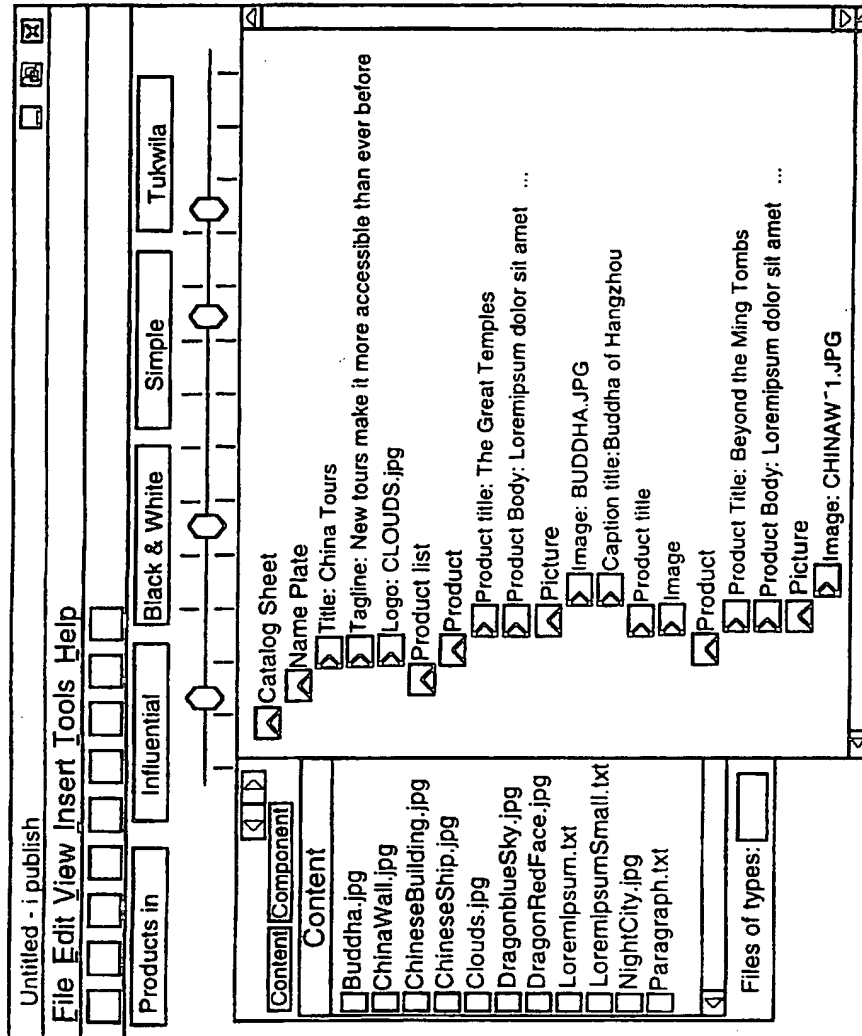 Untitled - i publish
File Edit View Insert Tools Help
Products in
Influential
Black & White
Simple
Tukwila
Content
Component
Content
Buddha.jpg
ChinaWall.jpg
ChineseBuilding.jpg
ChineseShip.jpg
Clouds.jpg
DragonblueSky.jpg
DragonRedFace.jpg
LoremIpsum.txt
LoremIpsumSmall.txt
NightCity.jpg
Paragraph.txt
Files of types:
Catalog Sheet
Name Plate
Title: China Tours
Tagline: New tours make it more accessible than ever before
Logo: CLOUDS.jpg
Product list
Product
Product title: The Great Temples
Product Body: Loremipsum dolor sit amet ...
Picture
Image: BUDDHA.JPG
Caption title:Buddha of Hangzhou
Product title
Image
Product
Product Title: Beyond the Ming Tombs
Product Body: Loremipsum dolor sit amet ...
Picture
Image: CHINAW~1.JPG